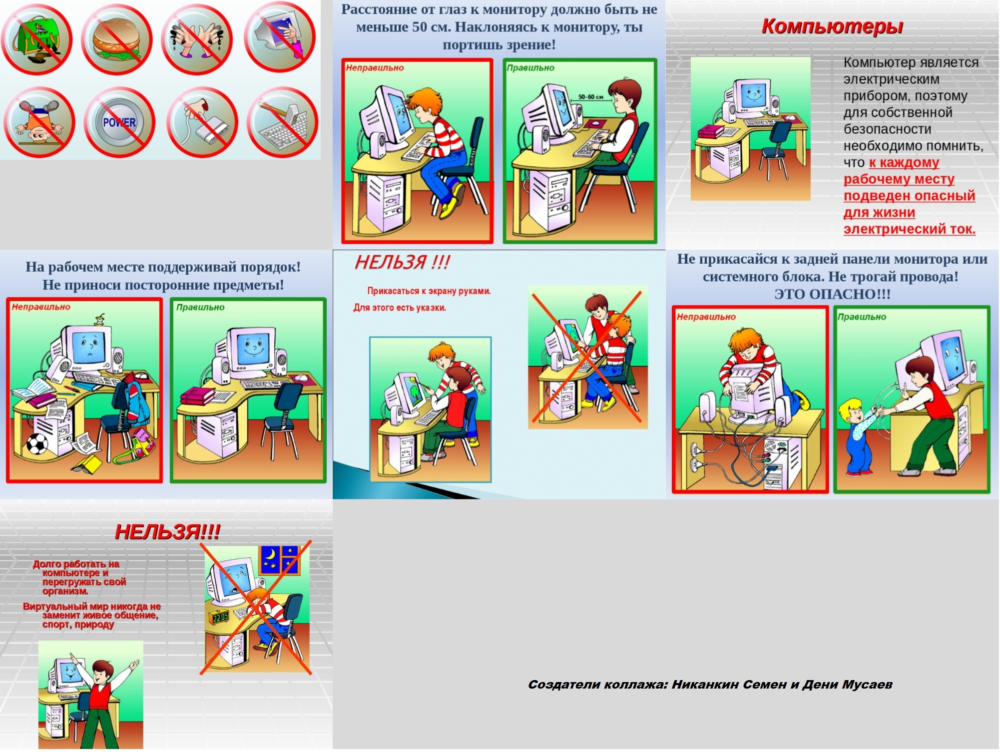 POWER
Расстояние от глаз к монитору должно быть не
меньше 50 см. Наклоняясь к монитору, ты
портишь зрение!
Неправильно
Правильно
50-60 см
Компьютеры
Компьютер является
электрическим
прибором, поэтому
для собственной
безопасности
необходимо помнить,
что к каждому
рабочему месту
подведен опасный
для жизни
электрический ток.
На рабочем месте поддерживай порядок!
Не приноси посторонние предметы!
Неправильно
Правильно
НЕЛЬЗЯ !!!
Прикасаться к экрану руками.
Для этого есть указки.
Не прикасайся к задней панели монитора или
системного блока. Не трогай провода!
ЭТО ОПАСНО!!!
Неправильно
Правильно
НЕЛЬЗЯ!!!
Долго работать на
компьютере и
перегружать свой
организм.
Виртуальный мир никогда не
заменит живое общение,
спорт, природу
22.05
Создатели коллажа: Никанкин Семен и Дени Мусаев